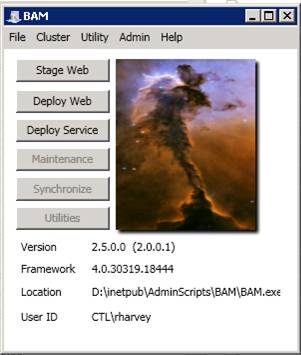 BAM
File Cluster Utility Admin Help
Stage Web
Deploy Web
Deploy Service
Maintenance
Synchronize
Utilities
Version 2.5.0.0 (2.0.0.1)
Framework 4.0.30319.18444
Location D:\inetpub\AdminScripts\BAM\BAM.exe
User ID CTL\rharvey